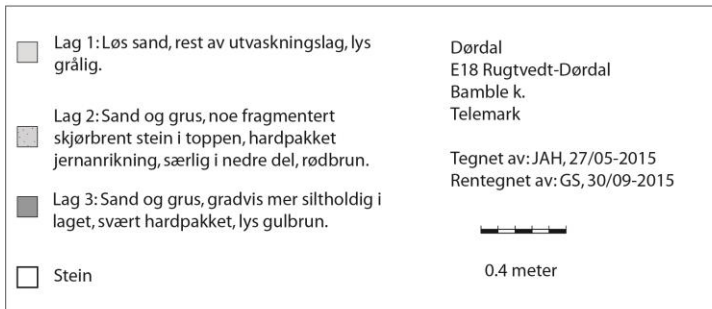 Lag 1: Løs sand, rest av utvaskningslag, lys
grålig.
Lag 2: Sand og grus, noe fragmentert
skjørbrent stein i toppen, hardpakket
jernanrikning, særlig i nedre del, rødbrun.
Lag 3: Sand og grus, gradvis mer siltholdig i
laget, svært hardpakket, lys gulbrun.
Stein
Dørdal
E18 Rugtvedt-Dørdal
Bamble k.
Telemark
Tegnet av: JAH, 27/05-2015
Rentegnet av: GS, 30/09-2015
0.4 meter